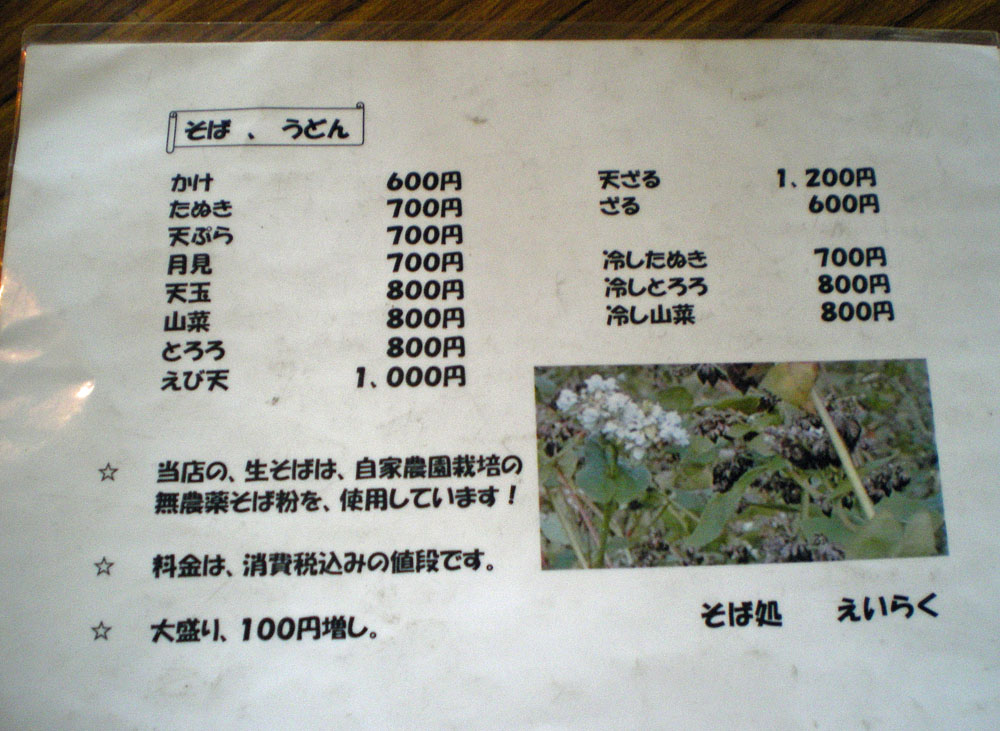 そば 、 うどん
かけ 600円
たぬき 700円
天ぷら 700円
月見 700円
天玉 800円
山菜 800円
とろろ 800円
えび天 1、000円
天ざる 1、200円
ざる 600円
冷したぬき 700円
冷しとろろ 800円
冷し山菜 800円
☆ 当店の、生そばは、自家農園栽培の
無農薬そば粉を、使用しています！
☆ 料金は、消費税込みの値段です。
☆ 大盛り、100円増し。
そば処 えいらく